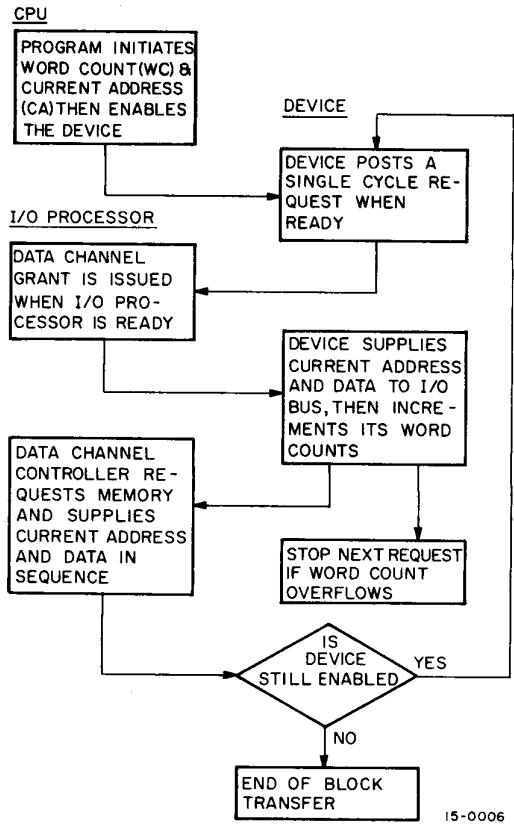 CPU
PROGRAM INITIATES
WORD COUNT(WC) &
CURRENT ADDRESS
(CA)THEN ENABLES
THE DEVICE
DEVICE
DEVICE POSTS A
SINGLE CYCLE RE-
QUEST WHEN
READY
I/O PROCESSOR
DATA CHANNEL
GRANT IS ISSUED
WHEN I/O PRO-
CESSOR IS READY
DEVICE SUPPLIES
CURRENT ADDRESS
AND DATA TO I/O
BUS, THEN INCRE-
MENTS ITS WORD
COUNTS
DATA CHANNEL
CONTROLLER RE-
QUESTS MEMORY
AND SUPPLIES
CURRENT ADDRESS
AND DATA IN
SEQUENCE
STOP NEXT REQUEST
IF WORD COUNT
OVERFLOWS
IS
DEVICE
STILL ENABLED
YES
NO
END OF BLOCK
TRANSFER
15-0006